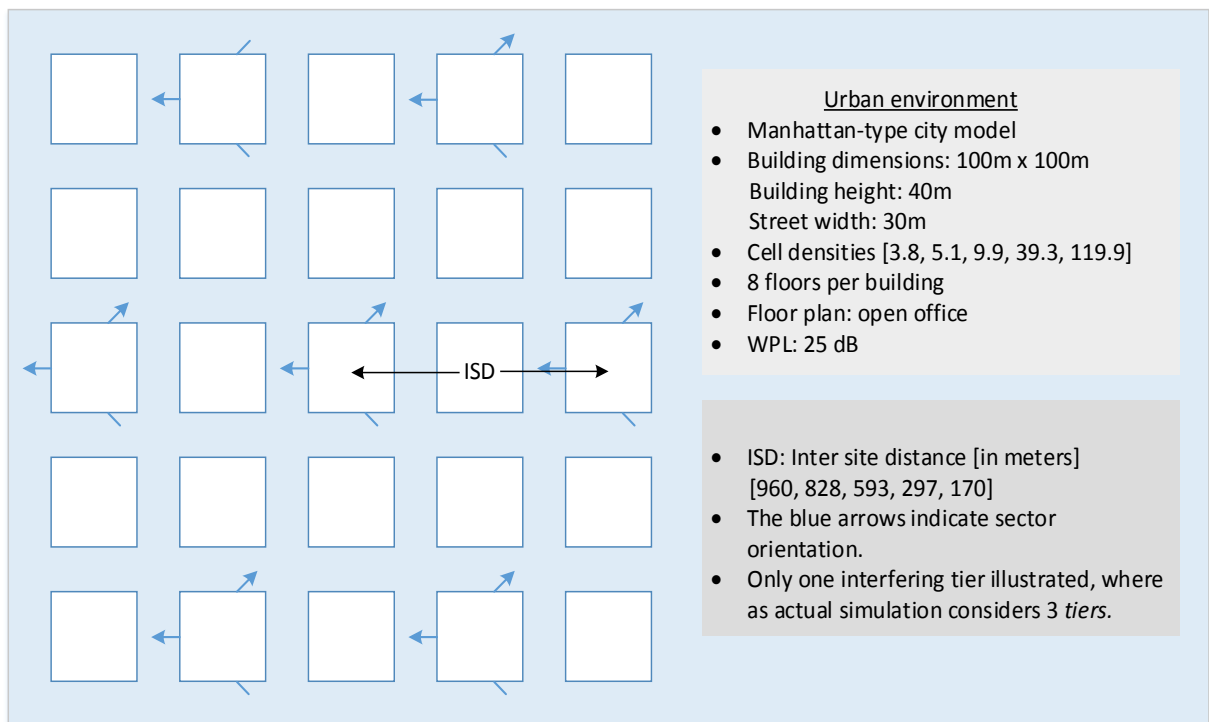 Urban environment
• Manhattan-type city model
• Building dimensions: 100m x 100m
Building height: 40m
Street width: 30m
• Cell densities [3.8, 5.1, 9.9, 39.3, 119.9]
• 8 floors per building
• Floor plan: open office
• WPL: 25 dB
ISD
• ISD: Inter site distance [in meters]
[960, 828, 593, 297, 170]
• The blue arrows indicate sector
orientation.
• Only one interfering tier illustrated, where
as actual simulation considers 3 tiers.